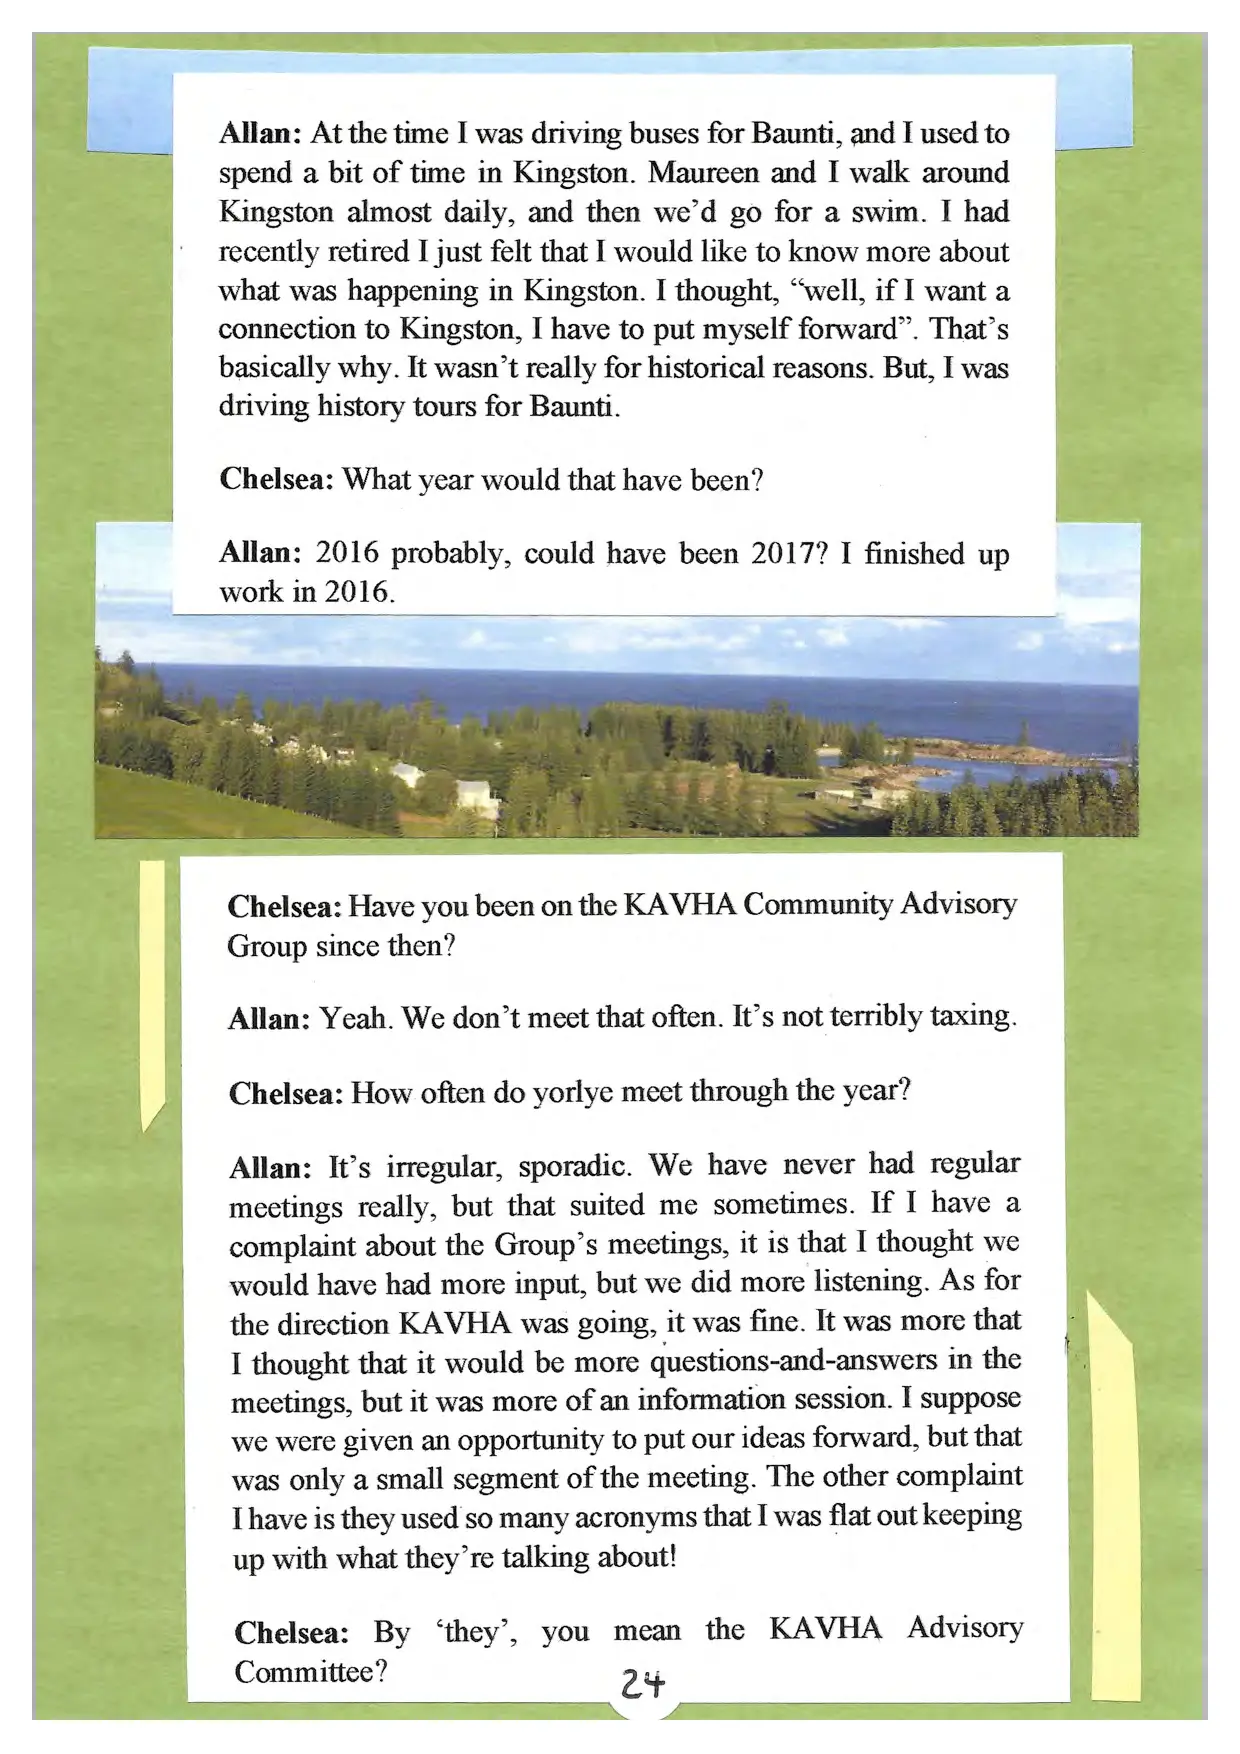 Allan: At the time I was driving buses for Baunti, and I used to
spend a bit of time in Kingston. Maureen and I walk around
Kingston almost daily, and then we’d go for a swim. I had
recently retired I just felt that I would like to know more about
what was happening in Kingston. I thought, “well, if I want a
connection to Kingston, I have to put myself forward”. That’s
basically why. It wasn’t really for historical reasons. But, I was
driving history tours for Baunti.
Chelsea: What year would that have been?
Allan: 2016 probably, could have been 2017? I finished up
work in 2016.
Chelsea: Have you been on the KAVHA Community Advisory
Group since then?
Allan: Yeah. We don’t meet that often. It’s not terribly taxing.
Chelsea: How often do yorlye meet through the year?
Allan: It’s irregular, sporadic. We have never had regular
meetings really, but that suited me sometimes. If I have a
complaint about the Group’s meetings, it is that I thought we
would have had more input, but we did more listening. As for
the direction KAVHA was going, it was fine. It was more that
I thought that it would be more questions-and-answers in the
meetings, but it was more of an information session. I suppose
we were given an opportunity to put our ideas forward, but that
was only a small segment of the meeting. The other complaint
I have is they used so many acronyms that I was flat out keeping
up with what they’re talking about!
Chelsea: By ‘they’, you mean the KAVHA Advisory
Committee?
24